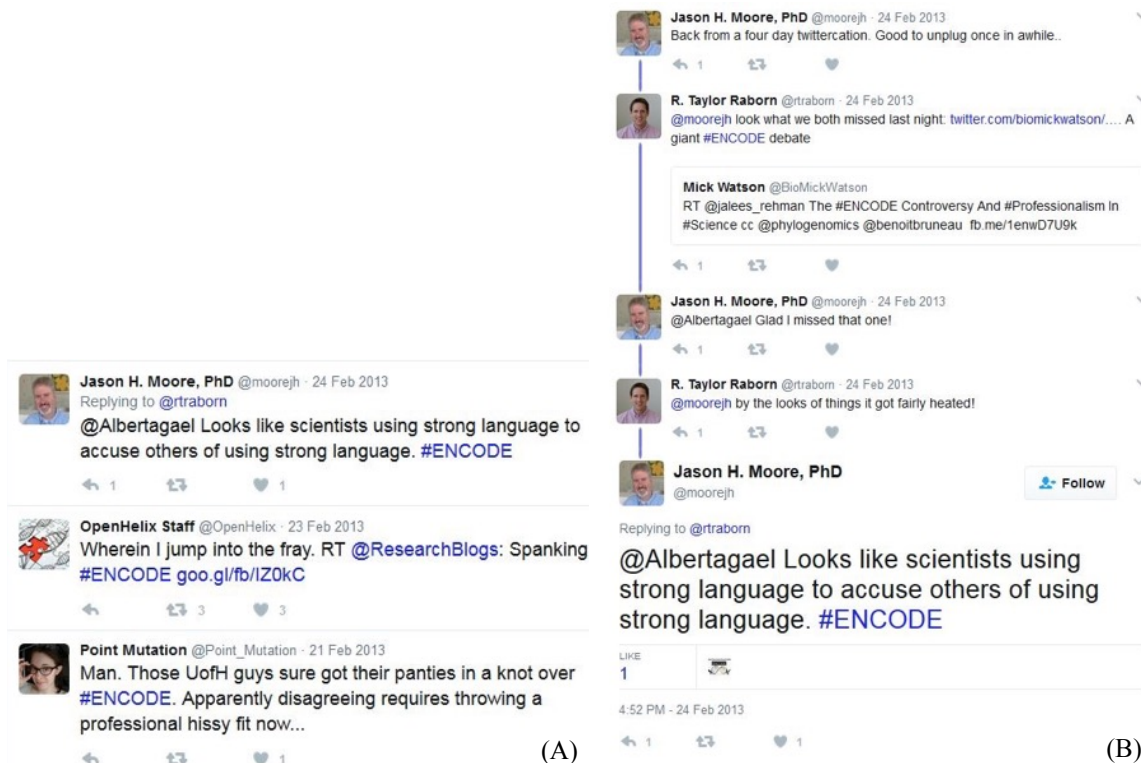 Jason H. Moore, PhD @moorejh · 24 Feb 2013
Replying to @rtraborn
@Albertagael Looks like scientists using strong language to
accuse others of using strong language. #ENCODE
1 1
OpenHelix Staff @OpenHelix · 23 Feb 2013
Wherein I jump into the fray. RT @ResearchBlogs: Spanking
#ENCODE goo.gl/fb/IZ0kC
3 3
Point Mutation @Point_Mutation · 21 Feb 2013
Man. Those UofH guys sure got their panties in a knot over
#ENCODE. Apparently disagreeing requires throwing a
professional hissy fit now...
1
(A)
Jason H. Moore, PhD @moorejh · 24 Feb 2013
Back from a four day twittercation. Good to unplug once in awhile..
1
R. Taylor Raborn @rtraborn · 24 Feb 2013
@moorejh look what we both missed last night: twitter.com/biomickwatson/.... A
giant #ENCODE debate
Mick Watson @BioMickWatson
RT @jalees_rehman The #ENCODE Controversy And #Professionalism In
#Science cc @phylogenomics @benoitbruneau fb.me/1enwD7U9k
1
Jason H. Moore, PhD @moorejh · 24 Feb 2013
@Albertagael Glad I missed that one!
1
R. Taylor Raborn @rtraborn · 24 Feb 2013
@moorejh by the looks of things it got fairly heated!
1
Jason H. Moore, PhD
@moorejh
Follow
Replying to @rtraborn
@Albertagael Looks like scientists using
strong language to accuse others of using
strong language. #ENCODE
LIKE
1
4:52 PM - 24 Feb 2013
1 1
(B)